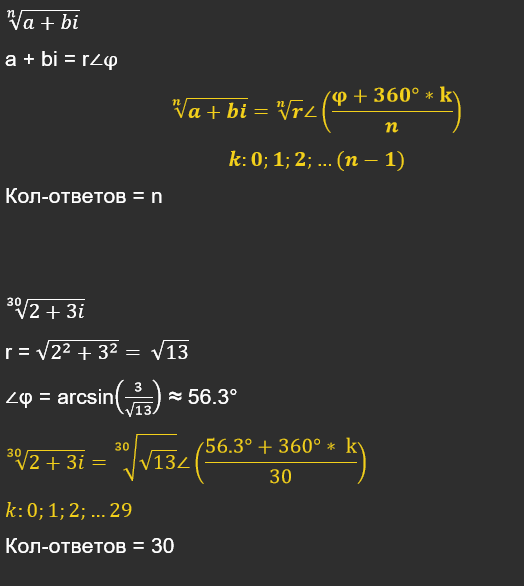 ⁿ√(a + bi)
a + bi = r∠φ
ⁿ√(a + bi) = ⁿ√r∠((φ + 360° * k)/n)
k: 0; 1; 2; … (n − 1)
Кол-ответов = n
³⁰√(2 + 3i)
r = √(2² + 3²) = √13
∠φ = arcsin(3/√13) ≈ 56.3°
³⁰√(2 + 3i) = ³⁰√(√13)∠((56.3° + 360° * k)/30)
k: 0; 1; 2; … 29
Кол-ответов = 30